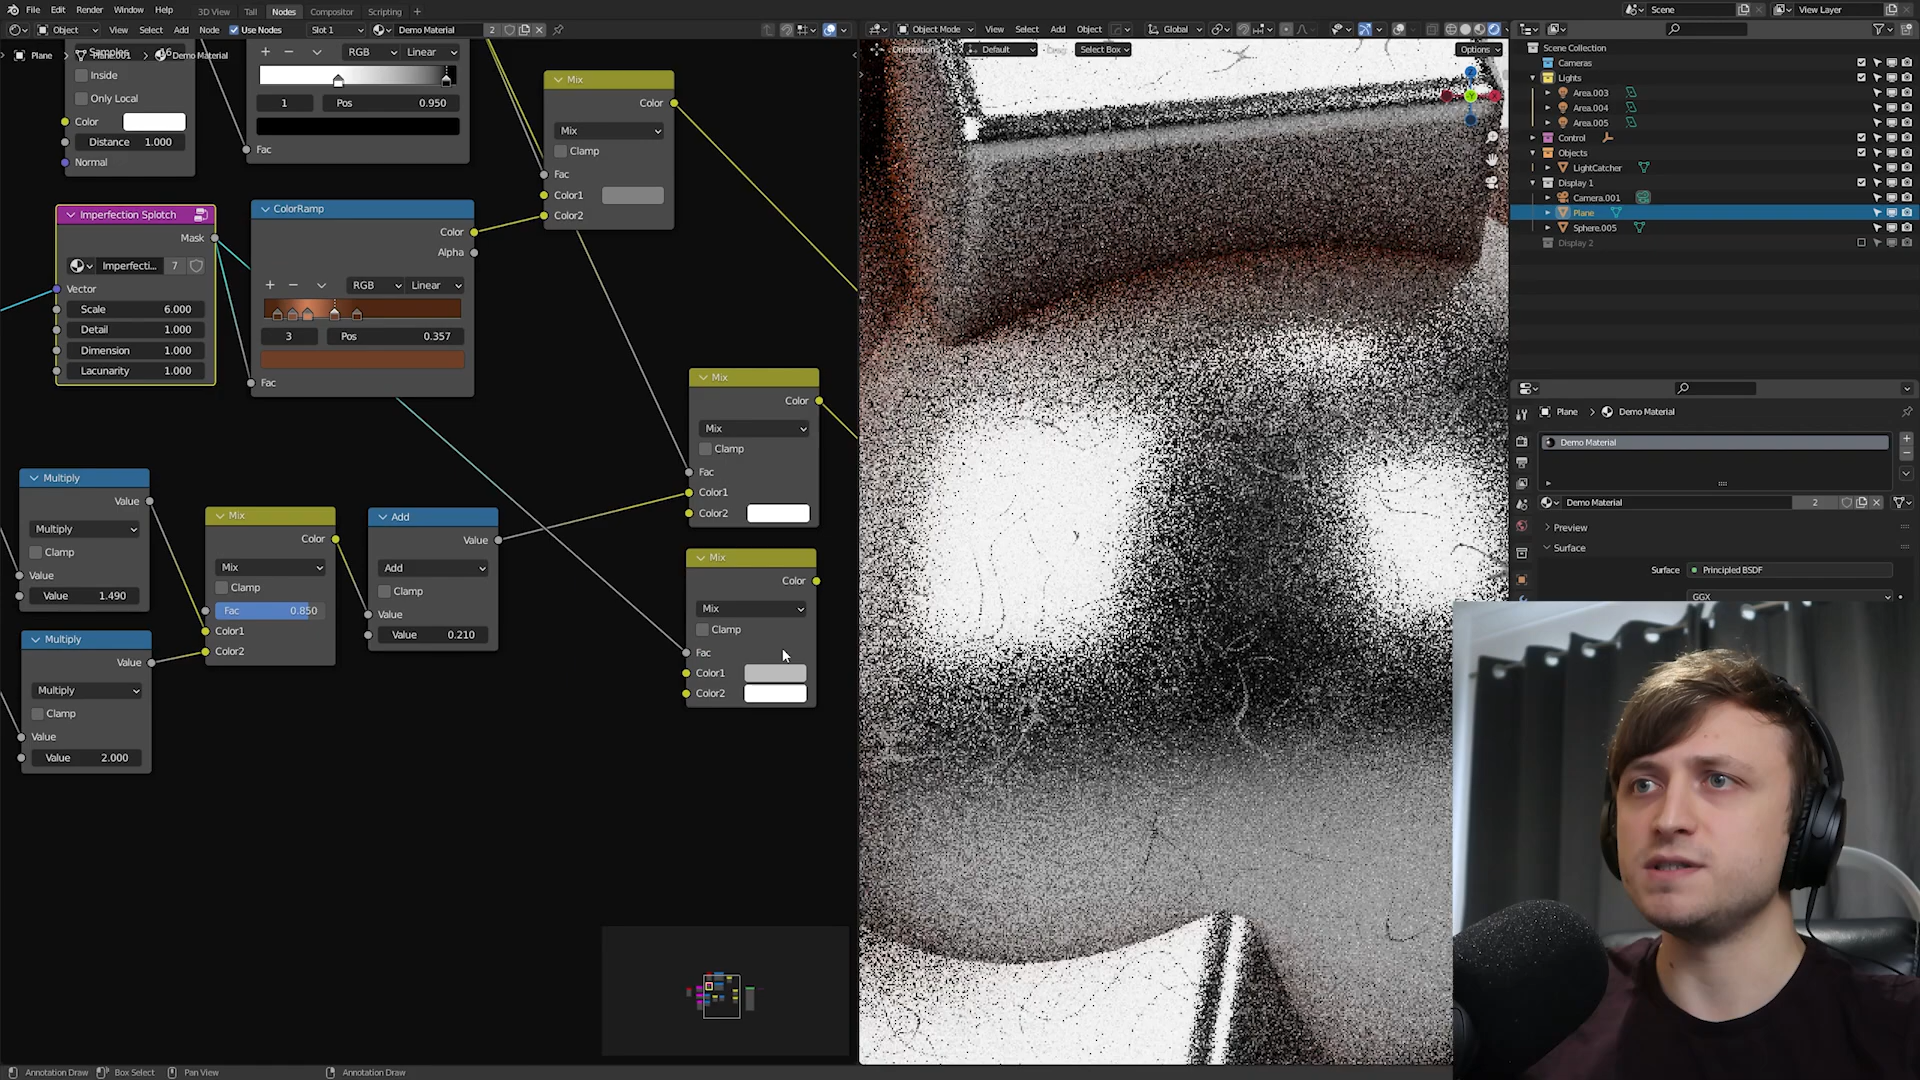 File Edit Render Window Help 3D View Tall Nodes Compositor Scripting + Scene View Layer
Object View Select Add Node Use Nodes Slot 1 Demo Material 2
Object Mode View Select Add Object Global
Plane Plane.001 Demo Material
Orientation: Default Drag: Select Box Options
Samples 16
Inside
Only Local
Color
Distance 1.000
Normal
RGB Linear
1 Pos 0.950
Fac
Mix
Color
Mix
Clamp
Fac
Color1
Color2
Imperfection Splotch
Mask
Imperfecti... 7
Vector
Scale 6.000
Detail 1.000
Dimension 1.000
Lacunarity 1.000
ColorRamp
Color
Alpha
RGB Linear
3 Pos 0.357
Fac
Mix
Color
Mix
Clamp
Fac
Color1
Color2
Multiply
Value
Multiply
Clamp
Value
Value 1.490
Mix
Color
Mix
Clamp
Fac 0.850
Color1
Color2
Add
Value
Add
Clamp
Value
Value 0.210
Mix
Color
Mix
Clamp
Fac
Color1
Color2
Multiply
Value
Multiply
Clamp
Value
Value 2.000
Scene Collection
Cameras
Lights
Area.003
Area.004
Area.005
Control
Objects
LightCatcher
Display 1
Camera.001
Plane
Sphere.005
Display 2
Plane Demo Material
Demo Material
Demo Material 2
Preview
Surface
Surface Principled BSDF
GGX
Annotation Draw Box Select Pan View Annotation Draw